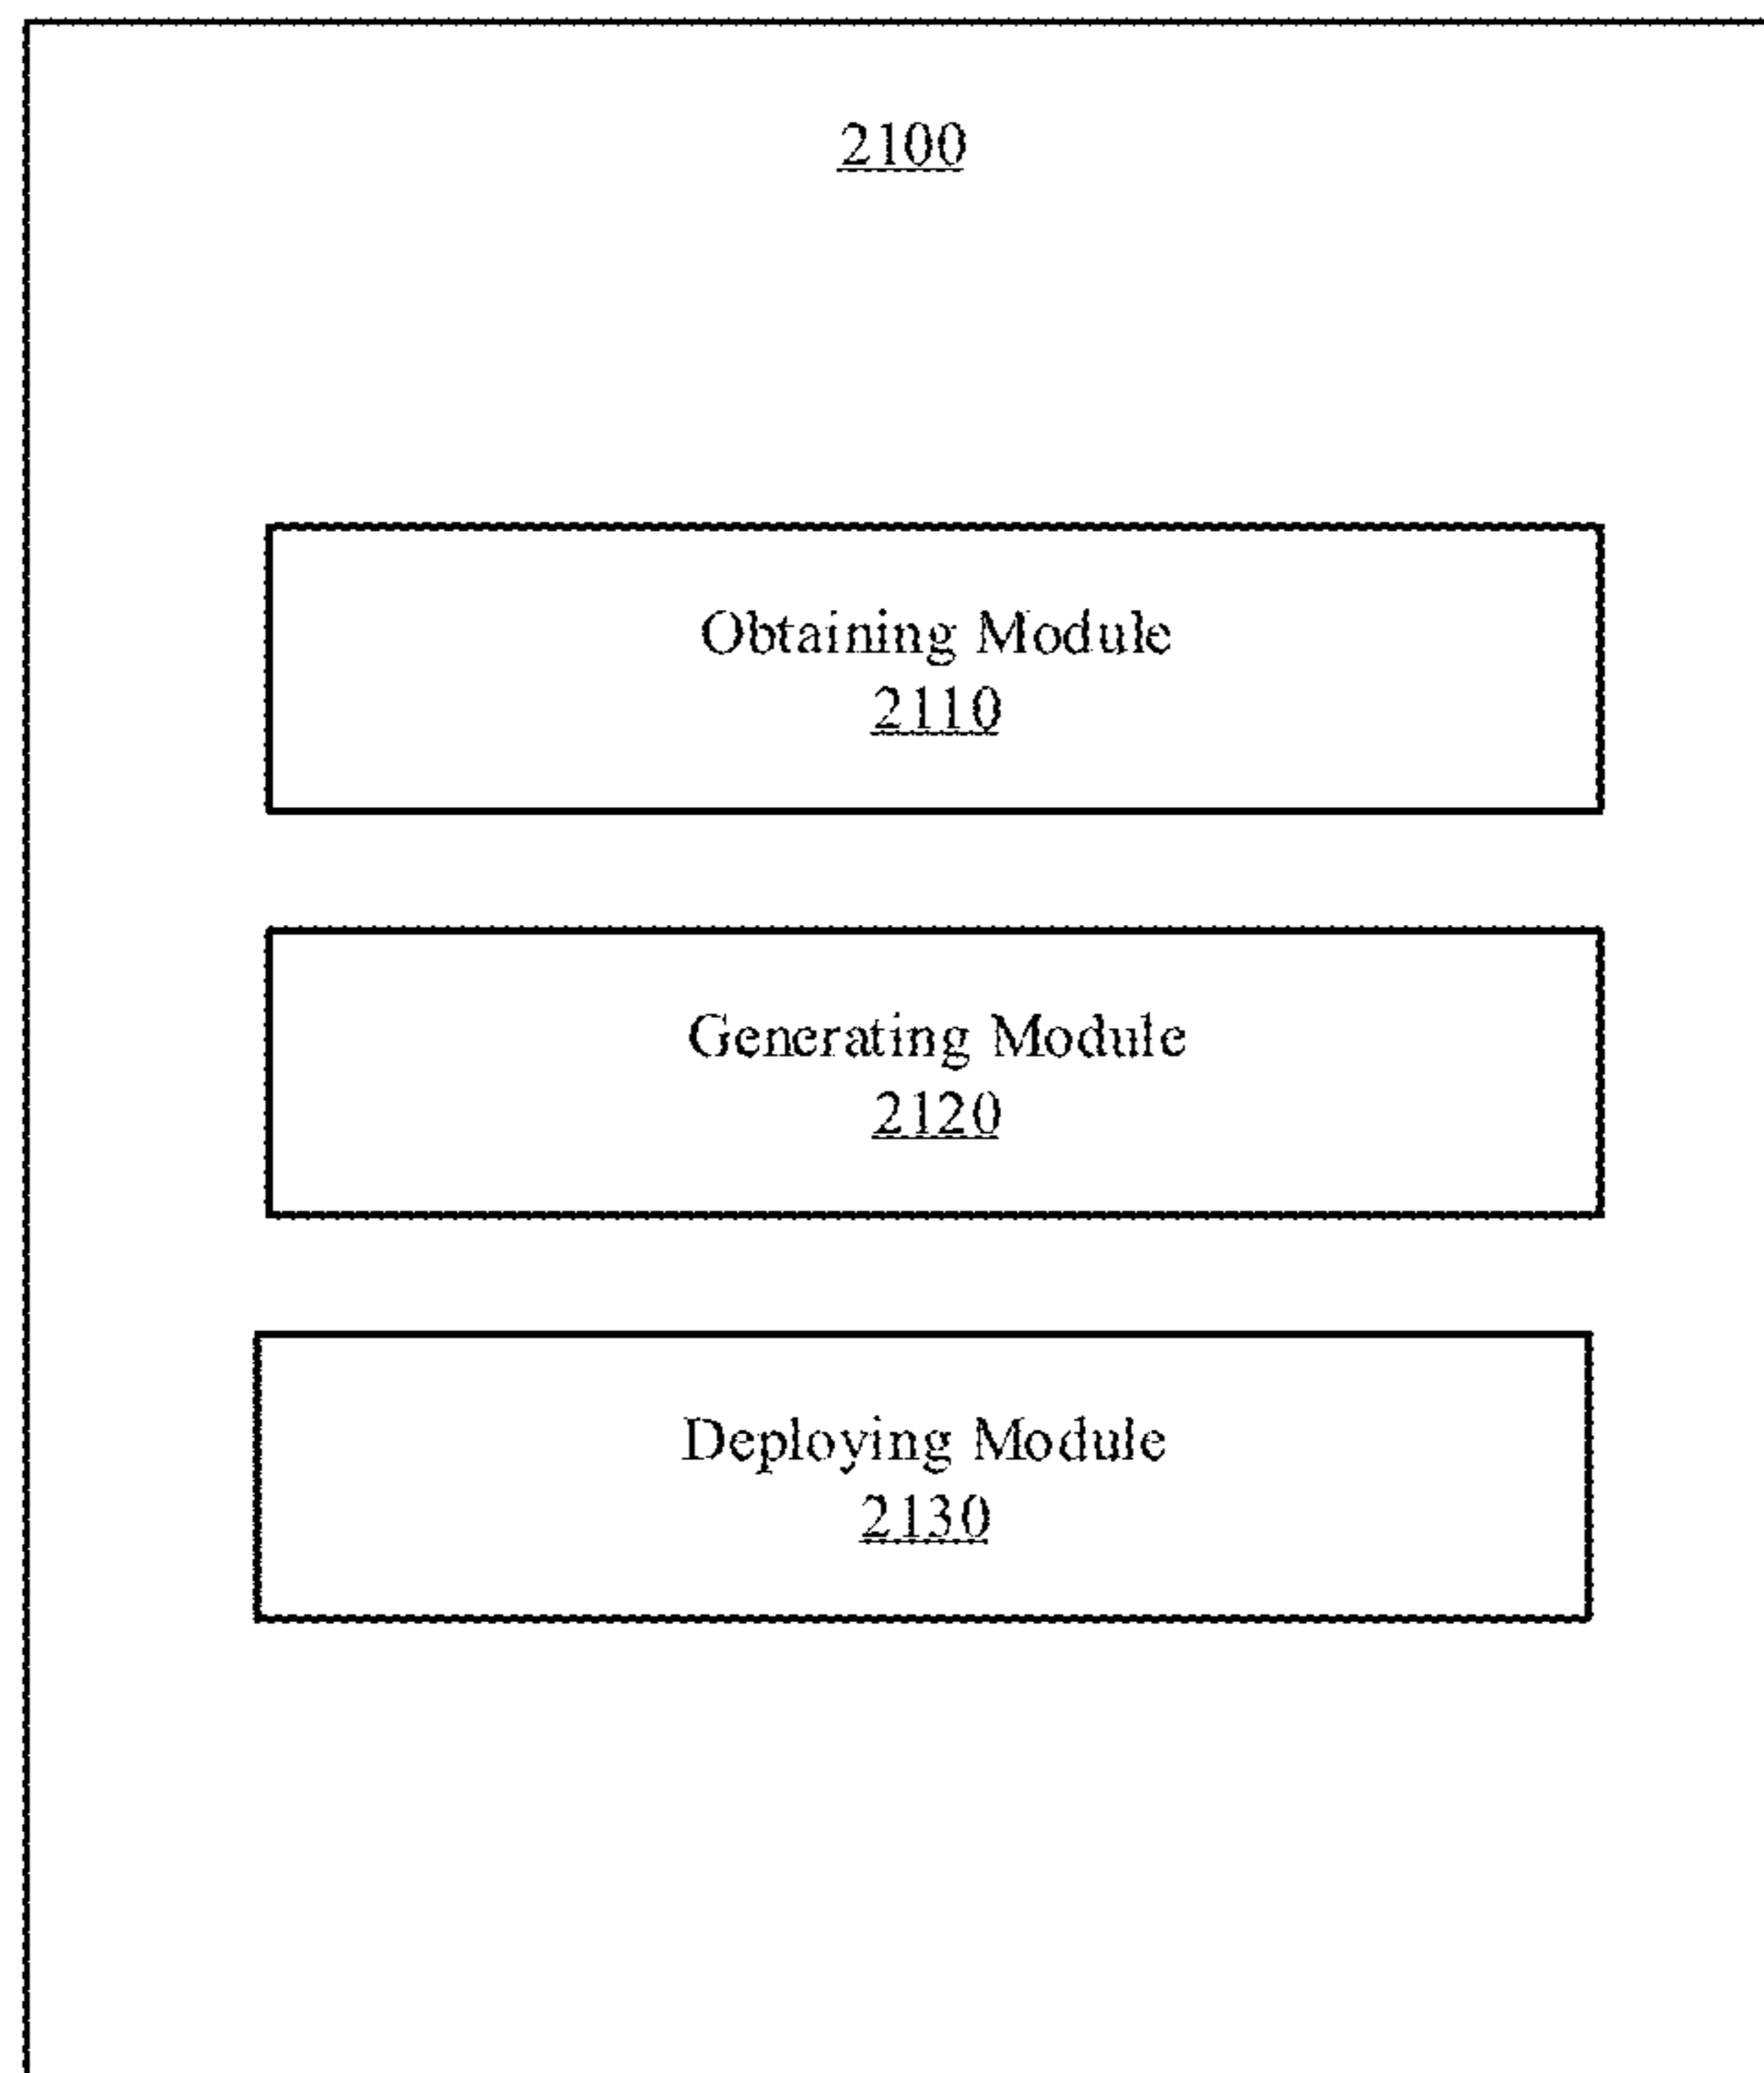 2100
Obtaining Module
2110
Generating Module
2120
Deploying Module
2130